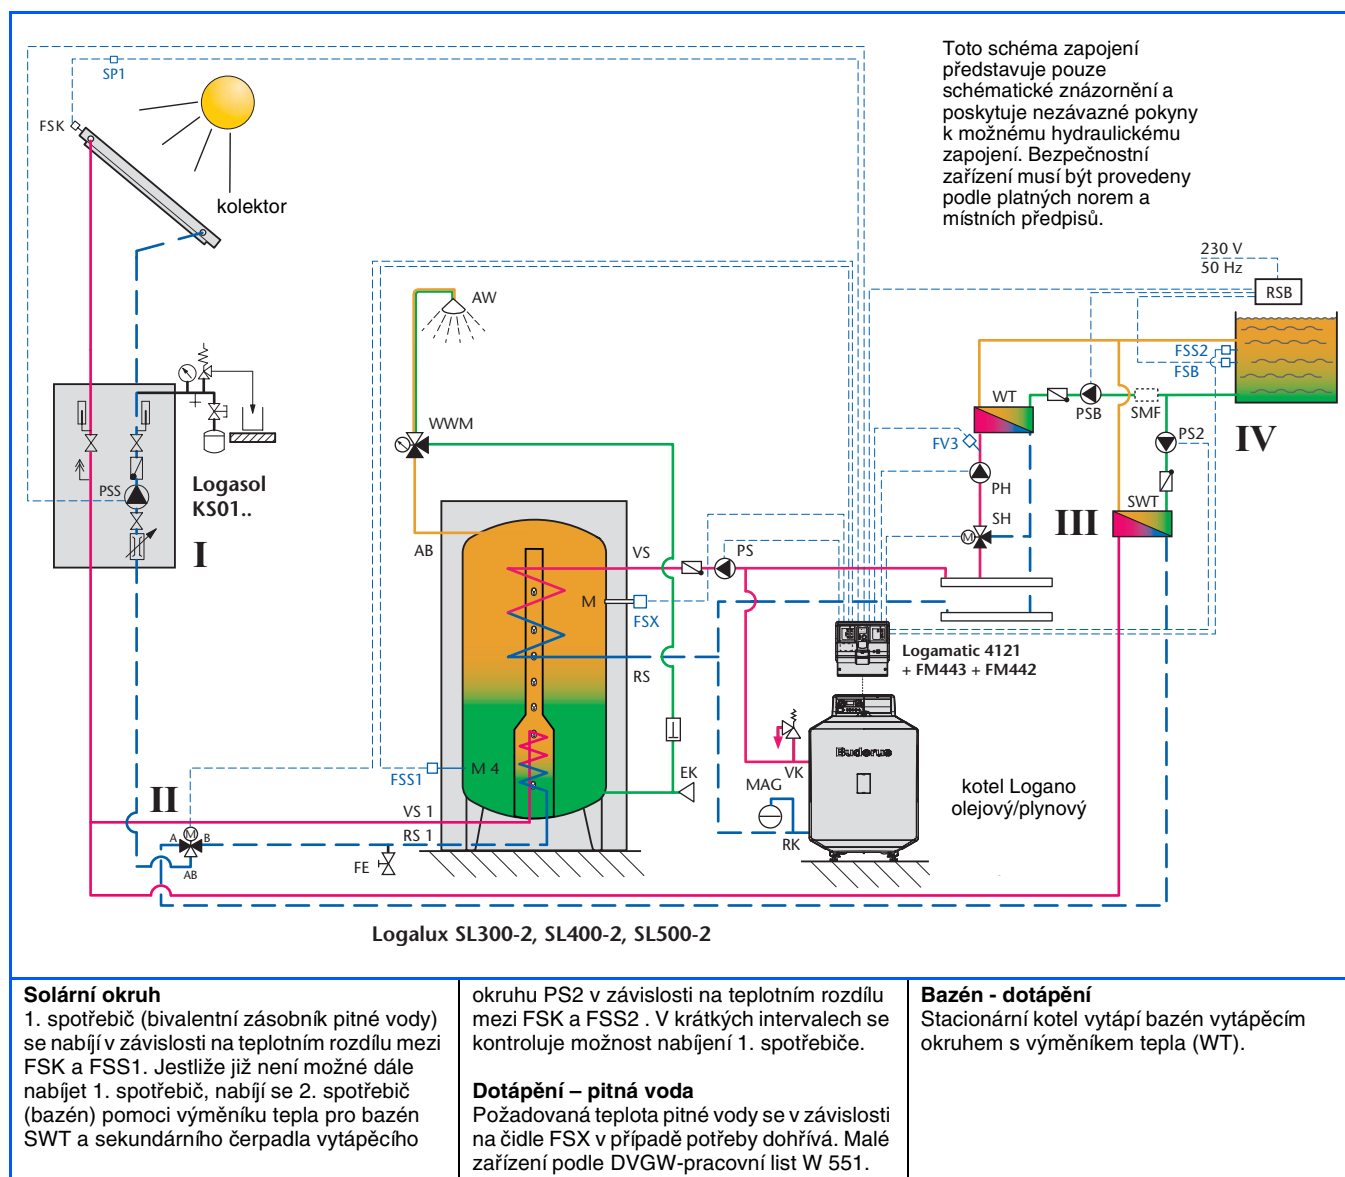 Toto schéma zapojení
představuje pouze
schématické znázornění a
poskytuje nezávazné pokyny
k možnému hydraulickému
zapojení. Bezpečnostní
zařízení musí být provedeny
podle platných norem a
místních předpisů.
SP1
FSK
kolektor
230 V
50 Hz
RSB
AW
FSS2
FSB
WT
PSB
SMF
IV
WWM
FV3
PS2
PSS
Logasol
KS01..
I
PH
SWT
III
SH
M
AB
VS
PS
M
FSX
RS
Logamatic 4121
+ FM443 + FM442
Buderus
FSS1
M 4
EK
VK
MAG
kotel Logano
olejový/plynový
II
VS 1
M
A
B
RS 1
RK
AB
FE
Logalux SL300-2, SL400-2, SL500-2
Solární okruh
1. spotřebič (bivalentní zásobník pitné vody)
se nabíjí v závislosti na teplotním rozdílu mezi
FSK a FSS1. Jestliže již není možné dále
nabíjet 1. spotřebič, nabíjí se 2. spotřebič
(bazén) pomoci výměníku tepla pro bazén
SWT a sekundárního čerpadla vytápěcího
okruhu PS2 v závislosti na teplotním rozdílu
mezi FSK a FSS2 . V krátkých intervalech se
kontroluje možnost nabíjení 1. spotřebiče.
Dotápění – pitná voda
Požadovaná teplota pitné vody se v závislosti
na čidle FSX v případě potřeby dohřívá. Malé
zařízení podle DVGW-pracovní list W 551.
Bazén - dotápění
Stacionární kotel vytápí bazén vytápěcím
okruhem s výměníkem tepla (WT).